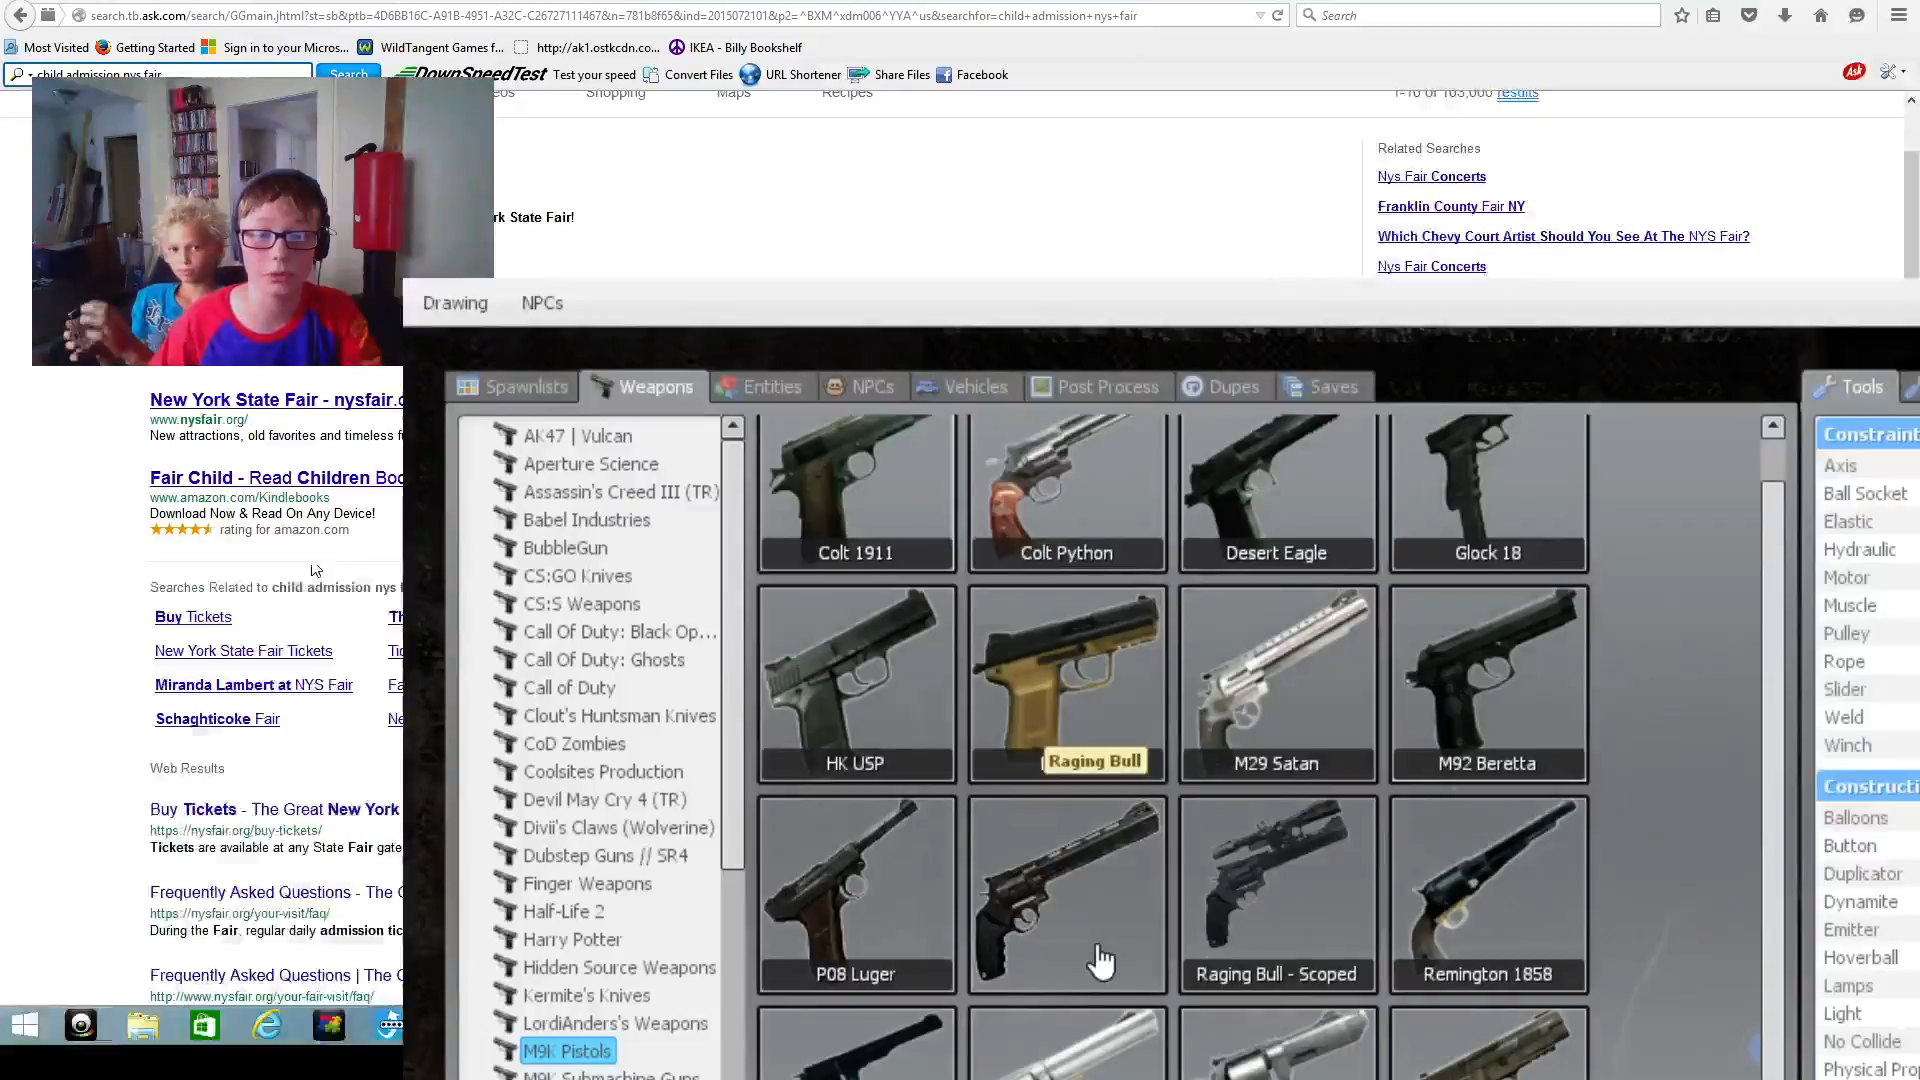 search.tb.ask.com/search/GGmain.jhtml?st=sb&ptb=4D6BB16C-A91B-4951-A32C-C26727111467&n=781b8f65&ind=2015072101&p2=^BXM^xdm006^YYA^us&searchfor=child+admission+nys+fair
Search
Most Visited Getting Started Sign in to your Micros... WildTangent Games f... http://ak1.ostkcdn.co... IKEA - Billy Bookshelf
child admission nys fair Search DownSpeedTest Test your speed Convert Files URL Shortener Share Files Facebook Ask
Shopping Maps Recipes 1-10 of 103,000 results
Related Searches
Nys Fair Concerts
Franklin County Fair NY
Which Chevy Court Artist Should You See At The NYS Fair?
Nys Fair Concerts
State Fair!
New York State Fair - nysfair.
www.nysfair.org/
New attractions, old favorites and timeless
Fair Child - Read Children
www.amazon.com/Kindlebooks
Download Now & Read On Any Device!
rating for amazon.com
Searches Related to child admission nys
Buy Tickets
New York State Fair Tickets
Miranda Lambert at NYS Fair
Schaghticoke Fair
Web Results
Buy Tickets - The Great New York
https://nysfair.org/buy-tickets/
Tickets are available at any State Fair gate
Frequently Asked Questions - The
https://nysfair.org/your-visit/faq/
During the Fair, regular daily admission
Frequently Asked Questions | The
http://www.nysfair.org/your-fair-visit/faq/
Drawing NPCs
Spawnlists Weapons Entities NPCs Vehicles Post Process Dupes Saves
AK47 | Vulcan
Aperture Science
Assassin's Creed III (TR)
Babel Industries
BubbleGun
CS:GO Knives
CS:S Weapons
Call Of Duty: Black Op...
Call Of Duty: Ghosts
Call of Duty
Clout's Huntsman Knives
CoD Zombies
Coolsites Production
Devil May Cry 4 (TR)
Divii's Claws (Wolverine)
Dubstep Guns // SR4
Finger Weapons
Half-Life 2
Harry Potter
Hidden Source Weapons
Kermite's Knives
LordiAnders's Weapons
M9K Pistols
M9K Submachine Guns
Colt 1911 Colt Python Desert Eagle Glock 18
HK USP Raging Bull M29 Satan M92 Beretta
P08 Luger Raging Bull - Scoped Remington 1858
Tools
Constraint
Axis
Ball Socket
Elastic
Hydraulic
Motor
Muscle
Pulley
Rope
Slider
Weld
Winch
Constructi
Balloons
Button
Duplicator
Dynamite
Emitter
Hoverball
Lamps
Light
No Collide
Physical Pro